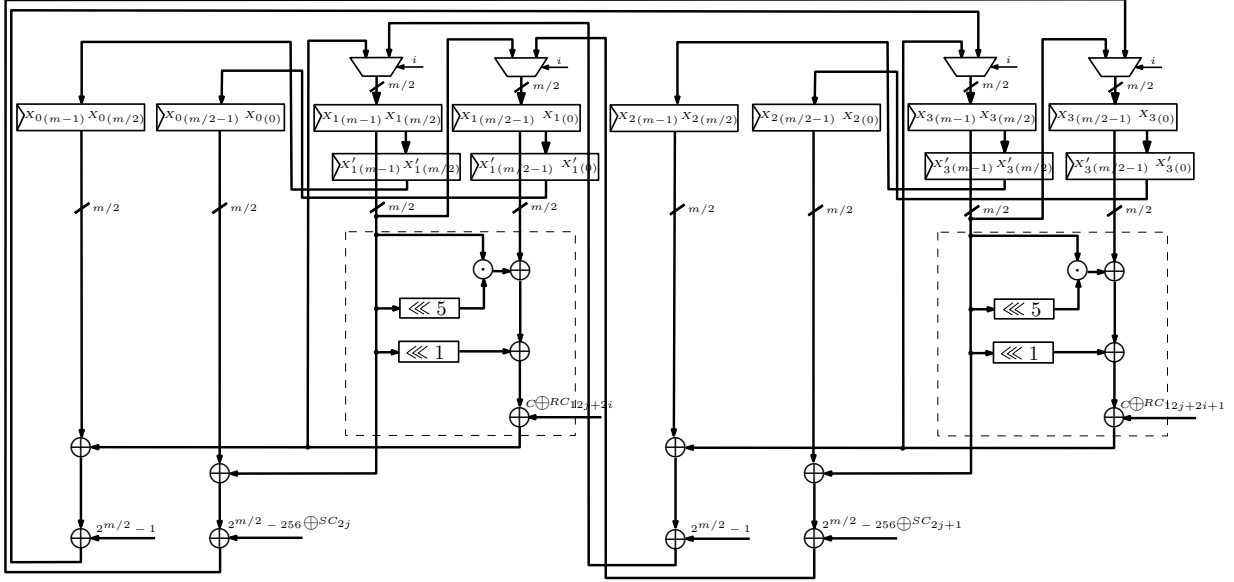 i
i
i
i
m/2
m/2
m/2
m/2
X0(m−1) X0(m/2)
X0(m/2−1) X0(0)
X1(m−1) X1(m/2)
X1(m/2−1) X1(0)
X2(m−1) X2(m/2)
X2(m/2−1) X2(0)
X3(m−1) X3(m/2)
X3(m/2−1) X3(0)
X′1(m−1) X′1(m/2)
X′1(m/2−1) X′1(0)
X′3(m−1) X′3(m/2)
X′3(m/2−1) X′3(0)
m/2
m/2
m/2
m/2
m/2
m/2
m/2
m/2
⋘ 5
⋘ 5
⋘ 1
⋘ 1
C⊕RC12j+2i
C⊕RC12j+2i+1
2^m/2 − 1
2^m/2 − 256⊕SC2j
2^m/2 − 1
2^m/2 − 256⊕SC2j+1